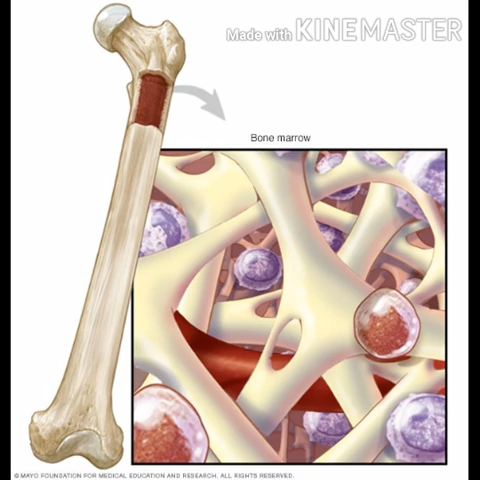 Made with KINEMASTER
Bone marrow
© MAYO FOUNDATION FOR MEDICAL EDUCATION AND RESEARCH. ALL RIGHTS RESERVED.